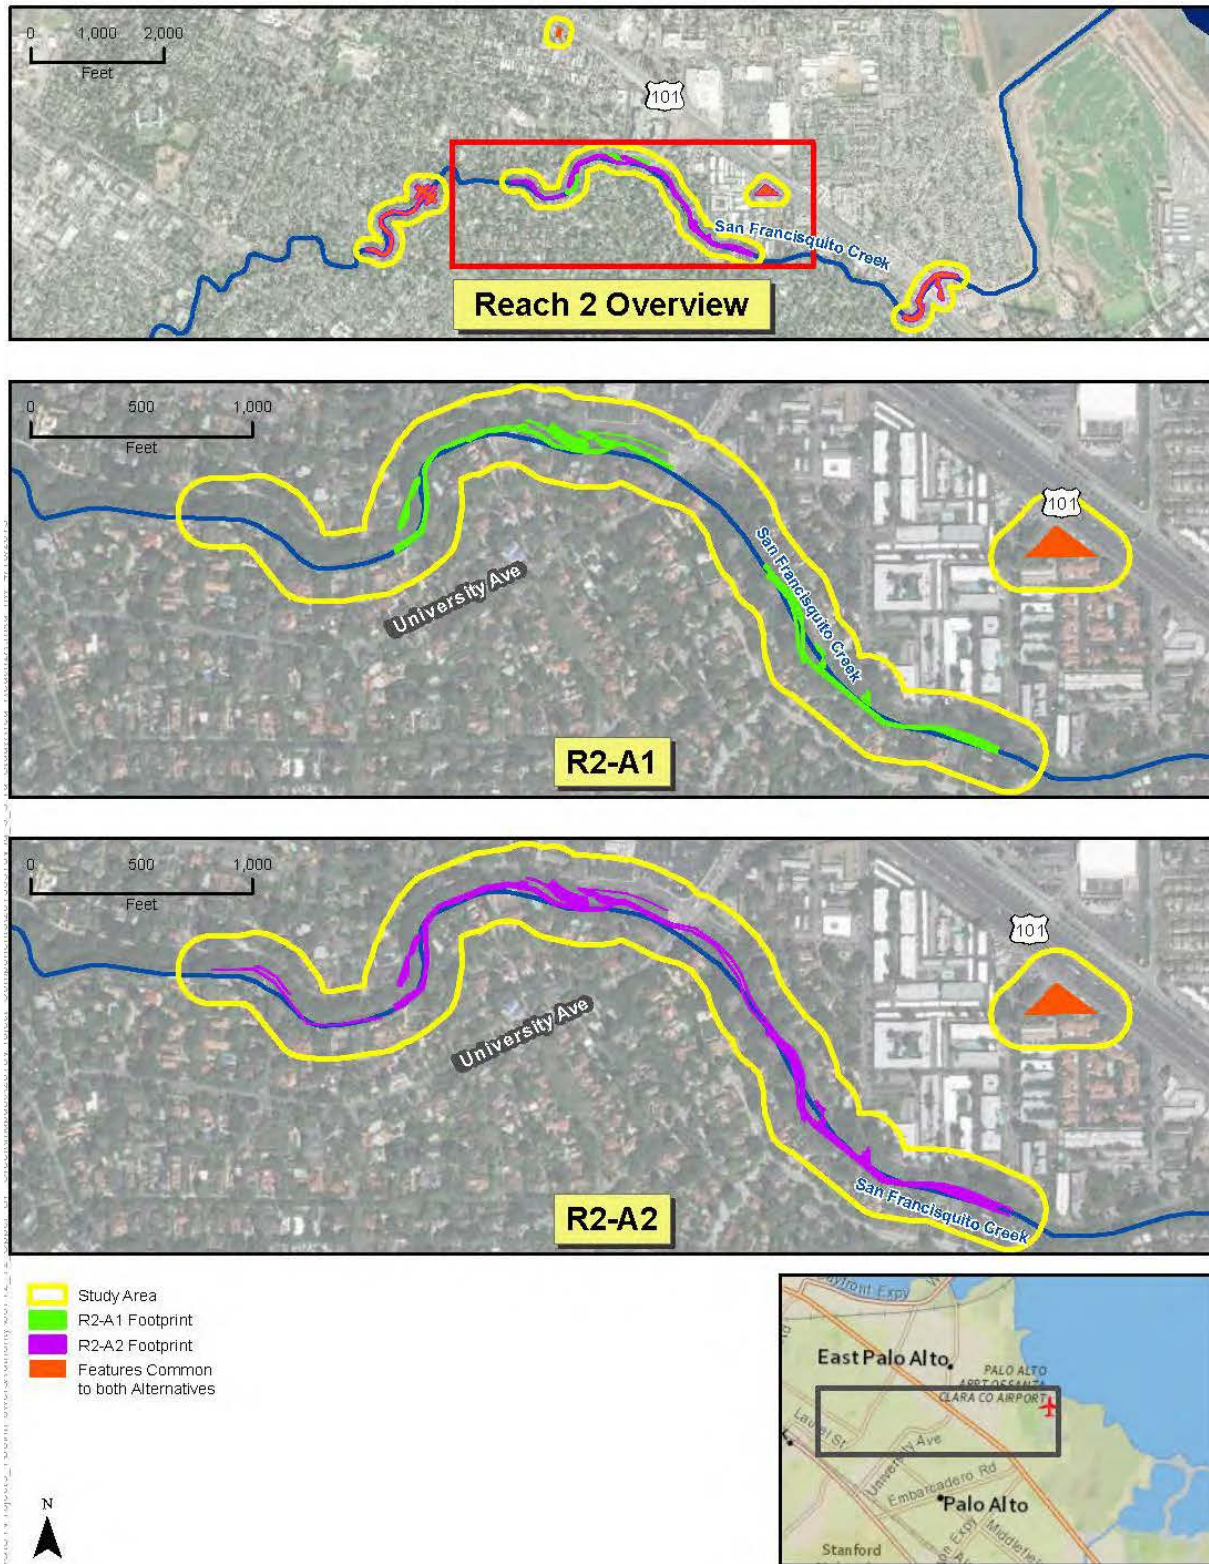 0 1,000 2,000
Feet
101
San Francisquito Creek
Reach 2 Overview
0 500 1,000
Feet
101
San Francisquito Creek
University Ave
R2-A1
0 500 1,000
Feet
101
University Ave
San Francisquito Creek
R2-A2
Study Area
R2-A1 Footprint
R2-A2 Footprint
Features Common
to both Alternatives
N
Expy
East Palo Alto
PALO ALTO
CLARA CO AIRPORT
Laurel St
University Ave
Embarcadero Rd
Palo Alto
Expy
Stanford